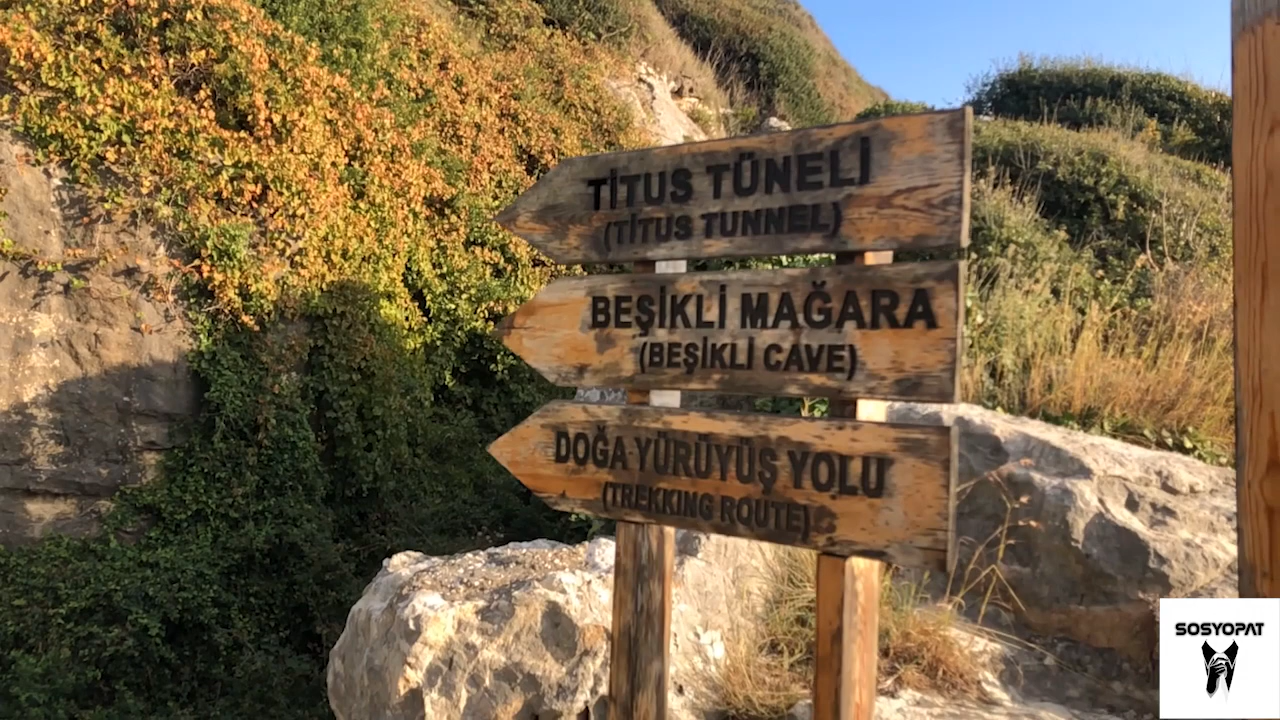 TİTUS TÜNELİ
(TİTUS TUNNEL)
BEŞİKLİ MAĞARA
(BEŞİKLİ CAVE)
DOĞA YÜRÜYÜŞ YOLU
(TREKKING ROUTE)
SOSYOPAT